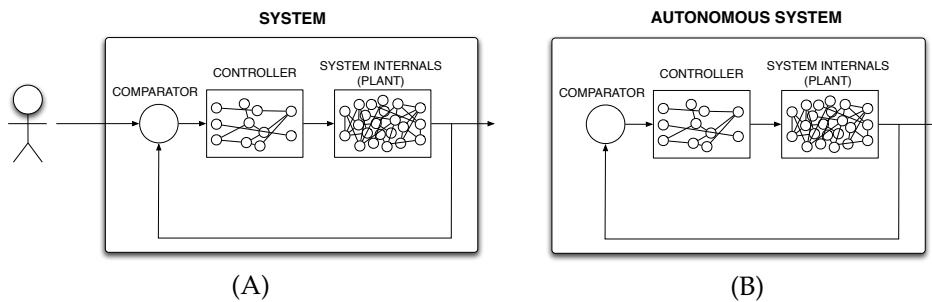 SYSTEM
CONTROLLER
SYSTEM INTERNALS
(PLANT)
COMPARATOR
(A)
AUTONOMOUS SYSTEM
CONTROLLER
SYSTEM INTERNALS
(PLANT)
COMPARATOR
(B)